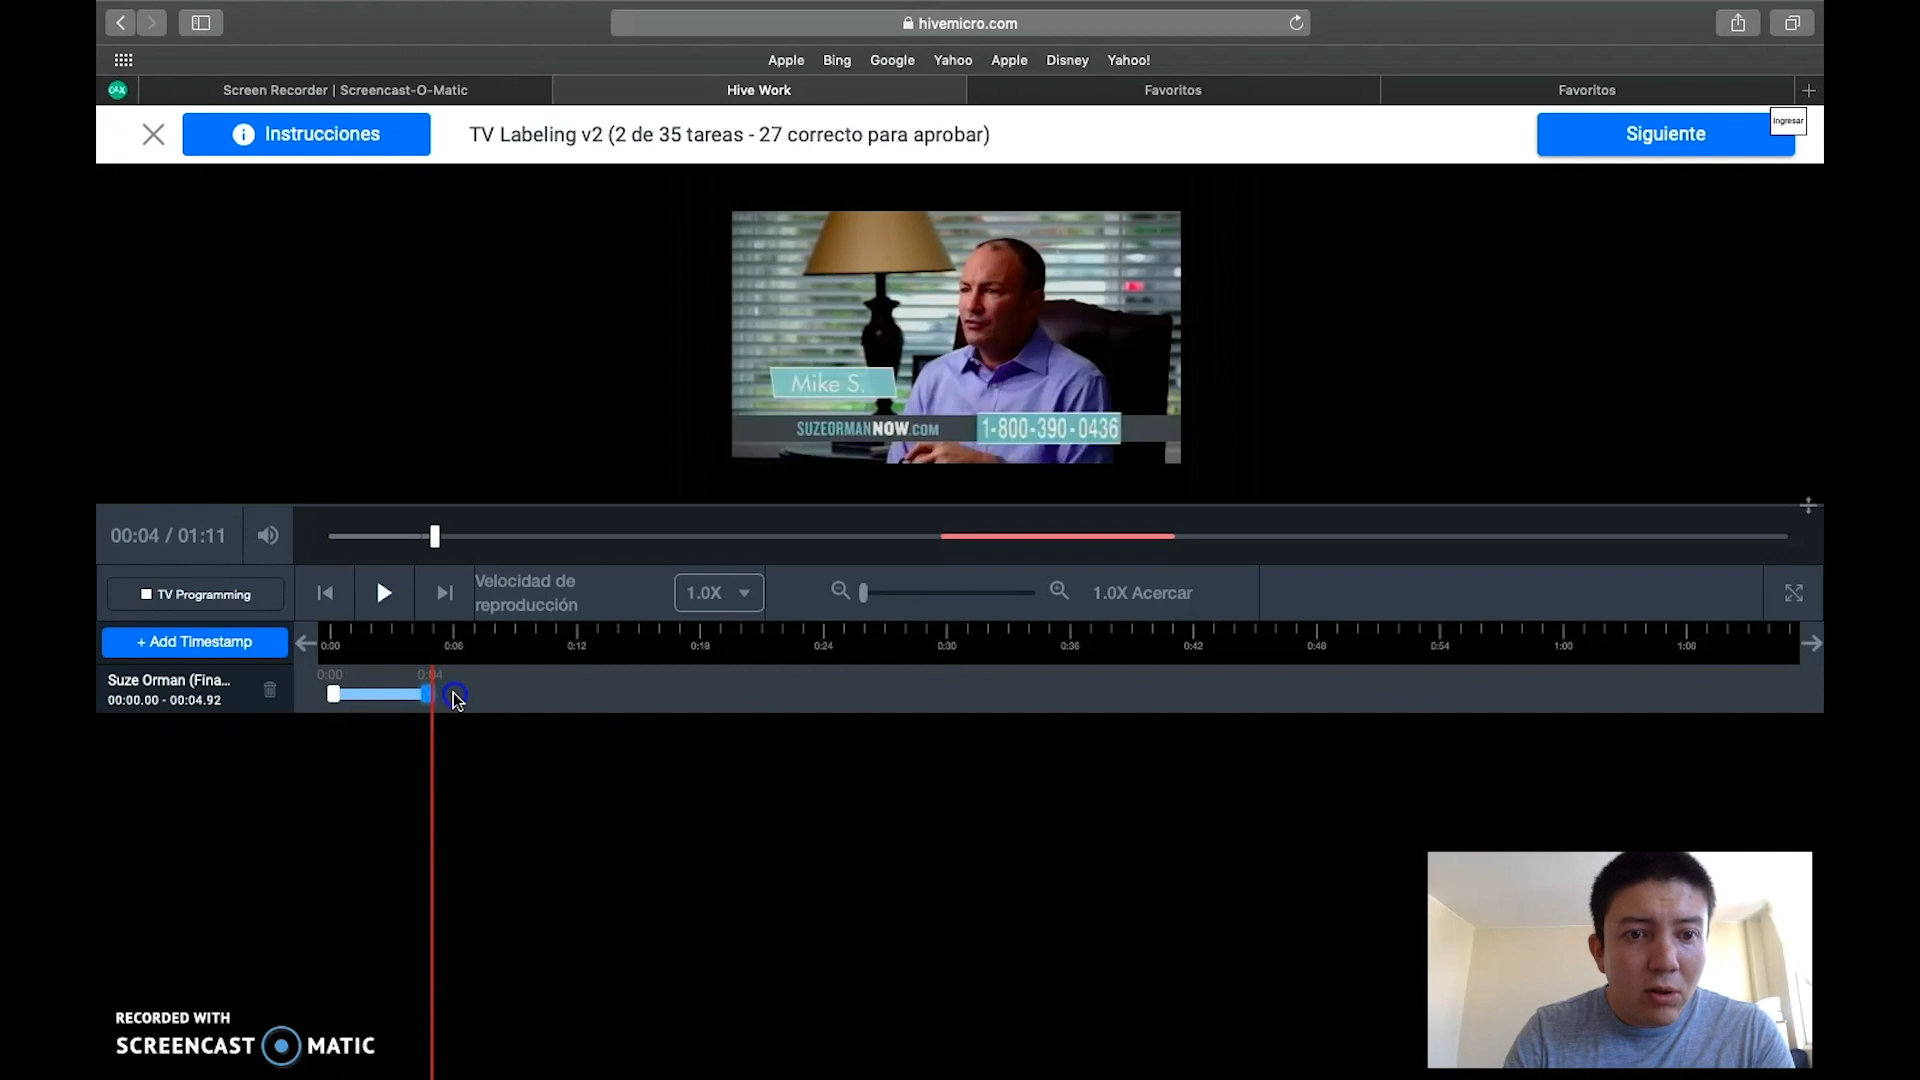 hivemicro.com
Apple Bing Google Yahoo Apple Disney Yahoo!
Screen Recorder | Screencast-O-Matic Hive Work Favoritos Favoritos
Ingresar
Instrucciones TV Labeling v2 (2 de 35 tareas - 27 correcto para aprobar) Siguiente
Mike S.
SUZEORMANNOW.COM 1-800-390-0436
00:04 / 01:11
TV Programming
Velocidad de
reproducción
1.0X
1.0X Acercar
+ Add Timestamp
0:00 0:06 0:12 0:18 0:24 0:30 0:36 0:42 0:48 0:54 1:00 1:06
Suze Orman (Fina...
00:00.00 - 00:04.92
0:00 0:04
RECORDED WITH
SCREENCAST MATIC